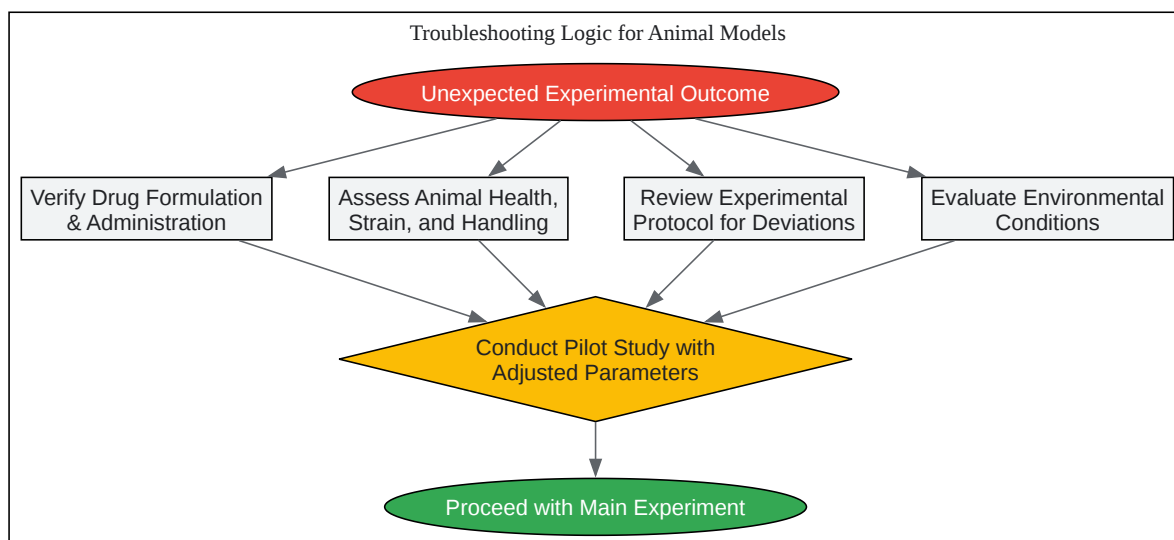 Troubleshooting Logic for Animal Models
Unexpected Experimental Outcome
Verify Drug Formulation
& Administration
Assess Animal Health,
Strain, and Handling
Review Experimental
Protocol for Deviations
Evaluate Environmental
Conditions
Conduct Pilot Study with
Adjusted Parameters
Proceed with Main Experiment